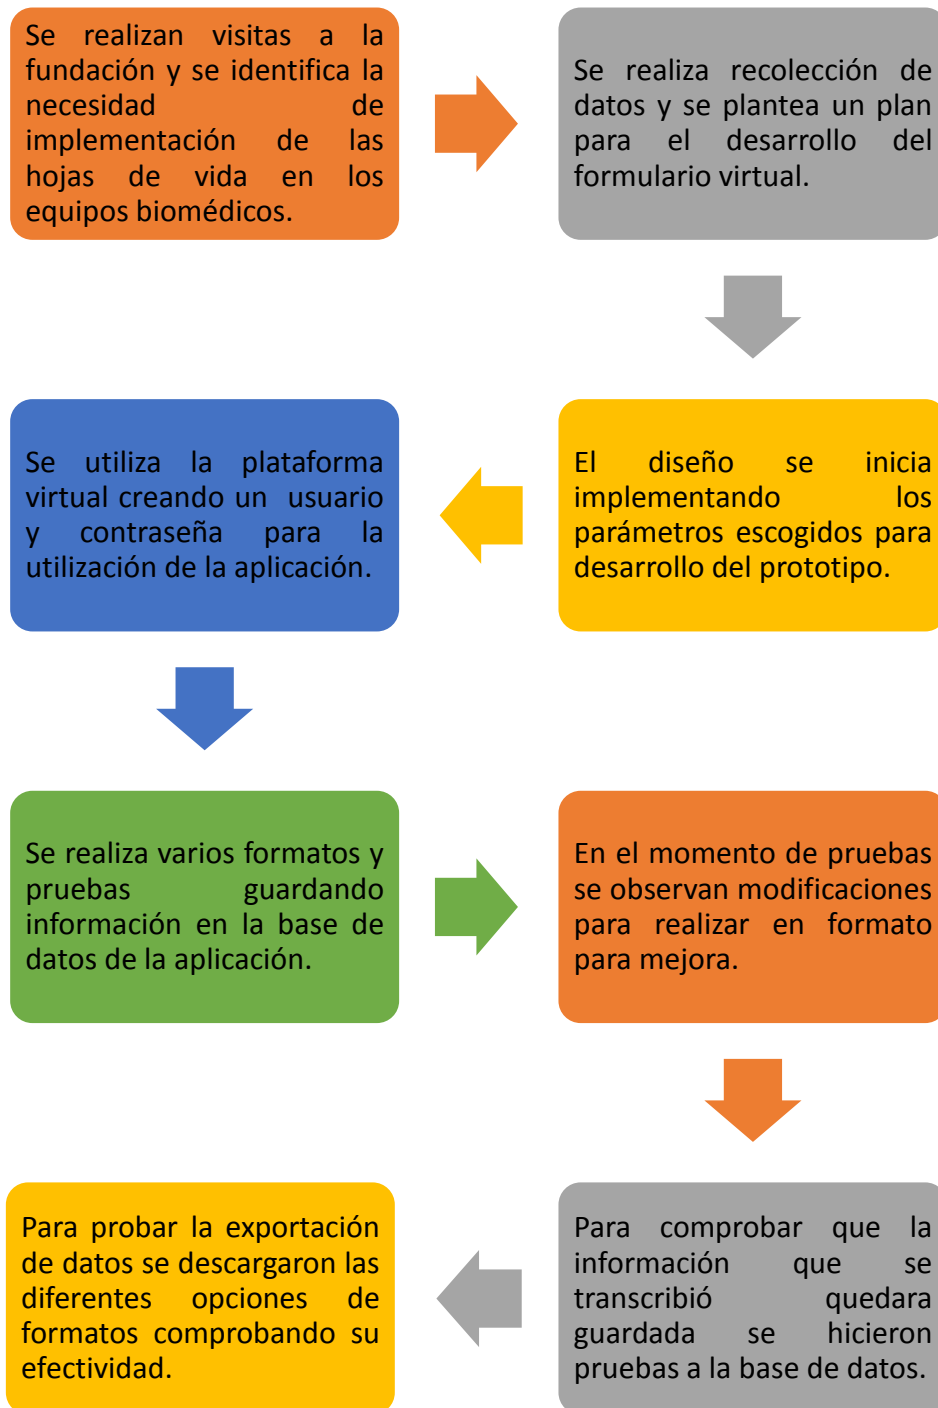 Se realizan visitas a la
fundación y se identifica la
necesidad de
implementación de las
hojas de vida en los
equipos biomédicos.
Se realiza recolección de
datos y se plantea un plan
para el desarrollo del
formulario virtual.
El diseño se inicia
implementando los
parámetros escogidos para
desarrollo del prototipo.
Se utiliza la plataforma
virtual creando un usuario
y contraseña para la
utilización de la aplicación.
Se realiza varios formatos y
pruebas guardando
información en la base de
datos de la aplicación.
En el momento de pruebas
se observan modificaciones
para realizar en formato
para mejora.
Para comprobar que la
información que se
transcribió quedara
guardada se hicieron
pruebas a la base de datos.
Para probar la exportación
de datos se descargaron las
diferentes opciones de
formatos comprobando su
efectividad.